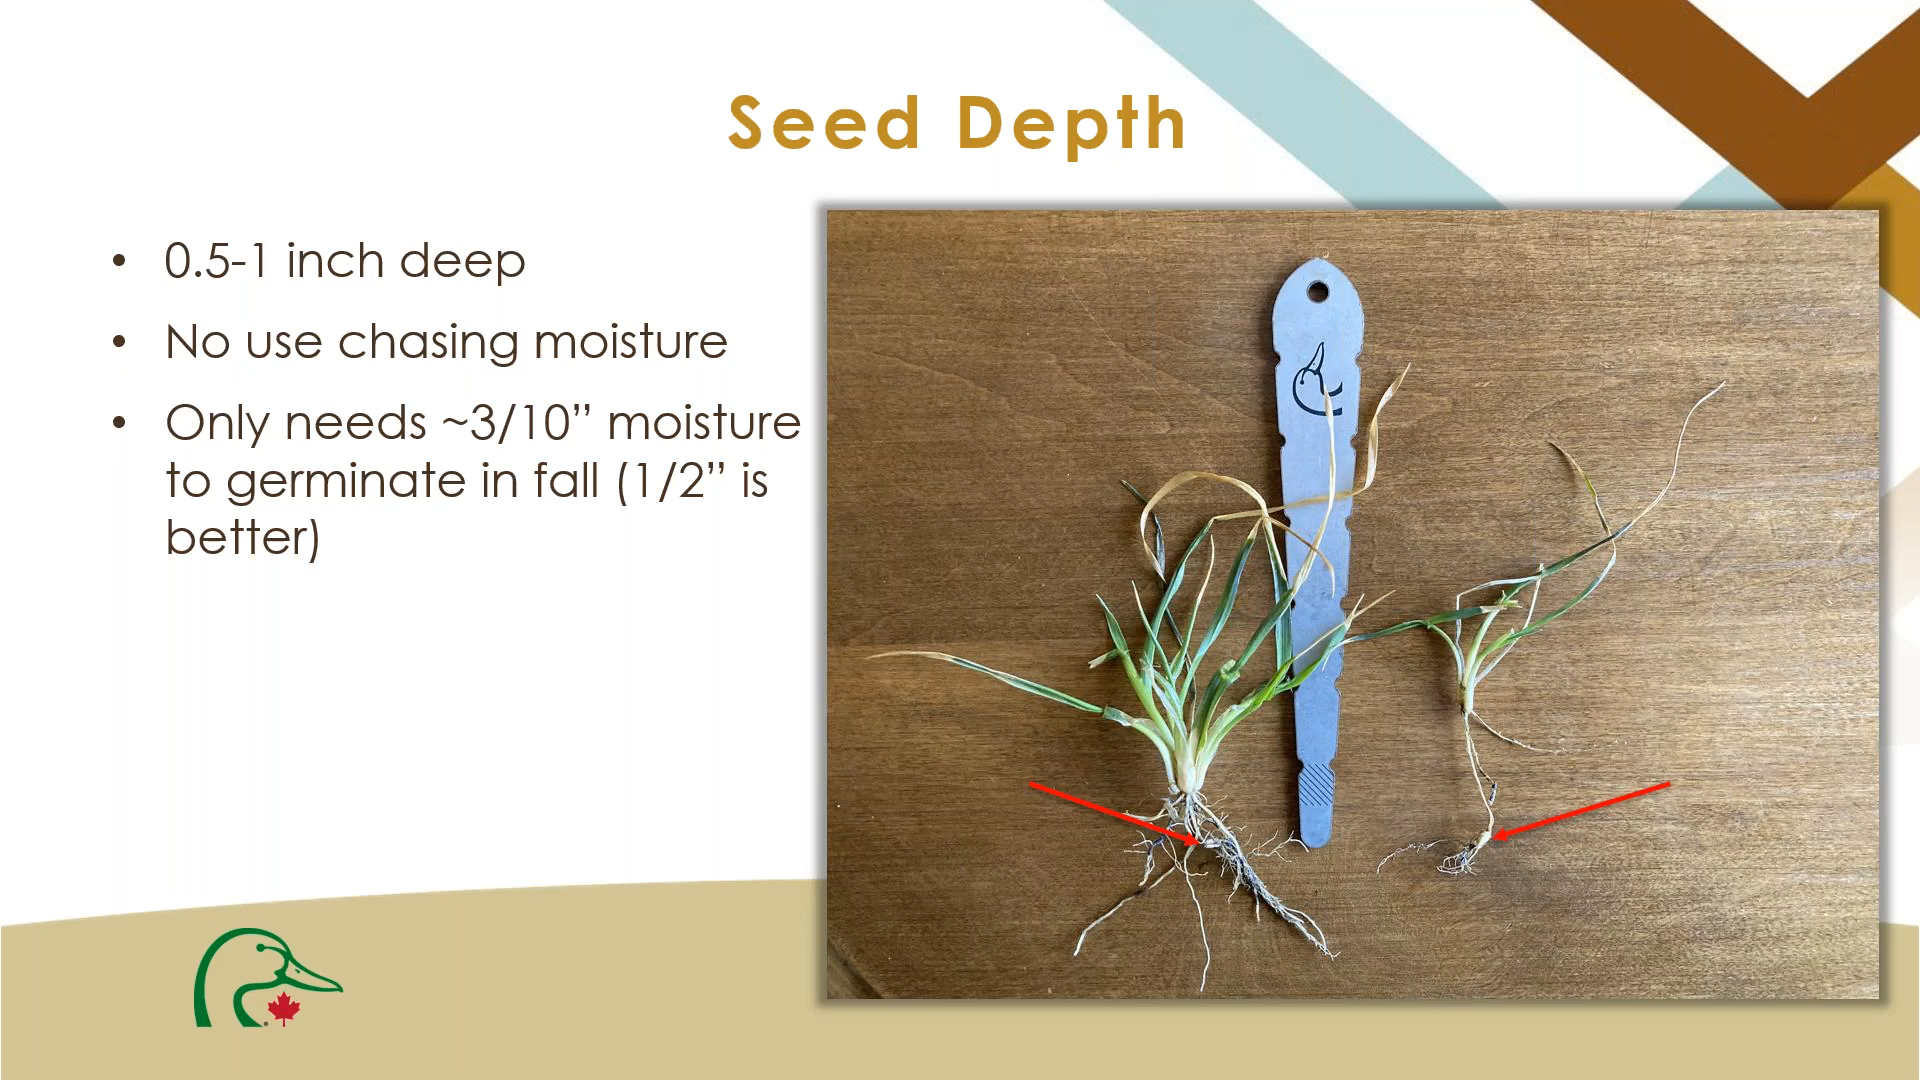 Seed Depth
• 0.5-1 inch deep
• No use chasing moisture
• Only needs ~3/10” moisture
to germinate in fall (1/2” is
better)